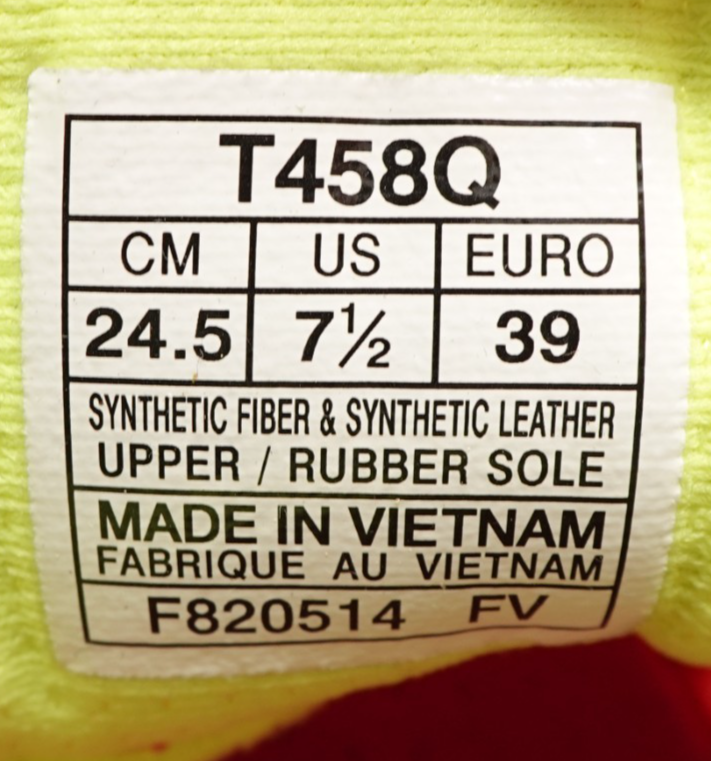 T458Q
CM US EURO
24.5 7½ 39
SYNTHETIC FIBER & SYNTHETIC LEATHER
UPPER / RUBBER SOLE
MADE IN VIETNAM
FABRIQUE AU VIETNAM
F820514 FV